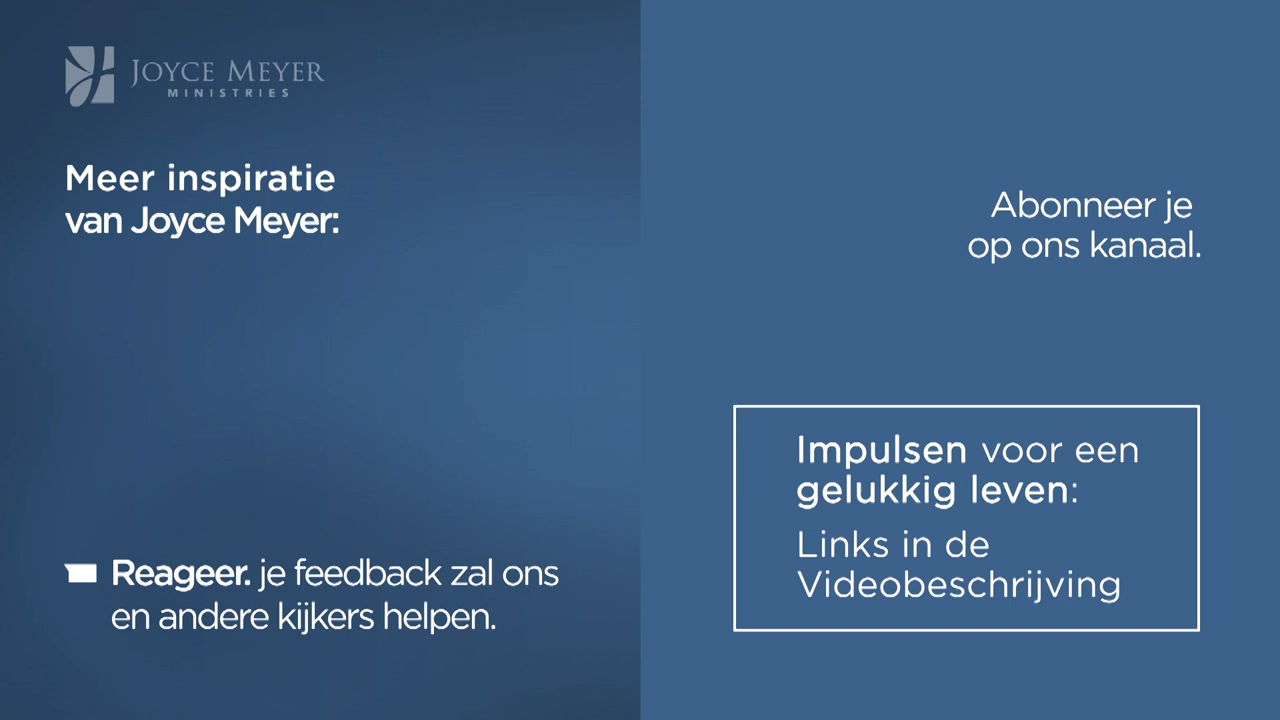 JOYCE MEYER
MINISTRIES
Meer inspiratie
van Joyce Meyer:
Reageer. je feedback zal ons
en andere kijkers helpen.
Abonneer je
op ons kanaal.
Impulsen voor een
gelukkig leven:
Links in de
Videobeschrijving